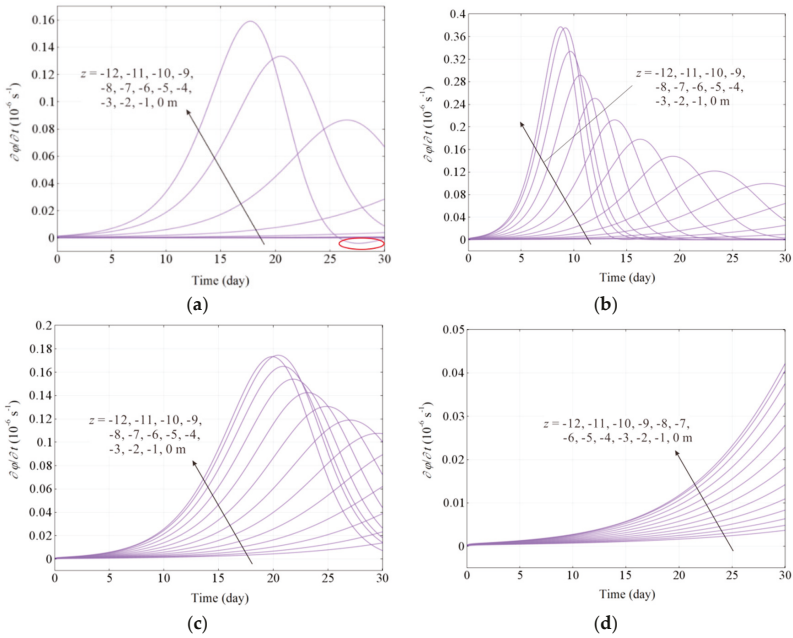 0.16
0.12
0.08
0.04
0.02
0
∂φ/∂t (10⁻⁶ s⁻¹)
z = -12, -11, -10, -9,
-8, -7, -6, -5, -4,
-3, -2, -1, 0 m
0 5 10 15 20 25 30
Time (day)
(a)
0.4
0.36
0.32
0.28
0.24
0.2
0.16
0.12
0.08
0.04
0
∂φ/∂t (10⁻⁶ s⁻¹)
z = -12, -11, -10, -9,
-8, -7, -6, -5, -4,
-3, -2, -1, 0 m
0 5 10 15 20 25 30
Time (day)
(b)
0.2
0.18
0.16
0.14
0.12
0.1
0.08
0.06
0.04
0.02
0
∂φ/∂t (10⁻⁶ s⁻¹)
z = -12, -11, -10, -9,
-8, -7, -6, -5, -4,
-3, -2, -1, 0 m
0 5 10 15 20 25 30
Time (day)
(c)
0.05
0.04
0.03
0.02
0.01
0
∂φ/∂t (10⁻⁶ s⁻¹)
z = -12, -11, -10, -9, -8, -7,
-6, -5, -4, -3, -2, -1, 0 m
0 5 10 15 20 25 30
Time (day)
(d)